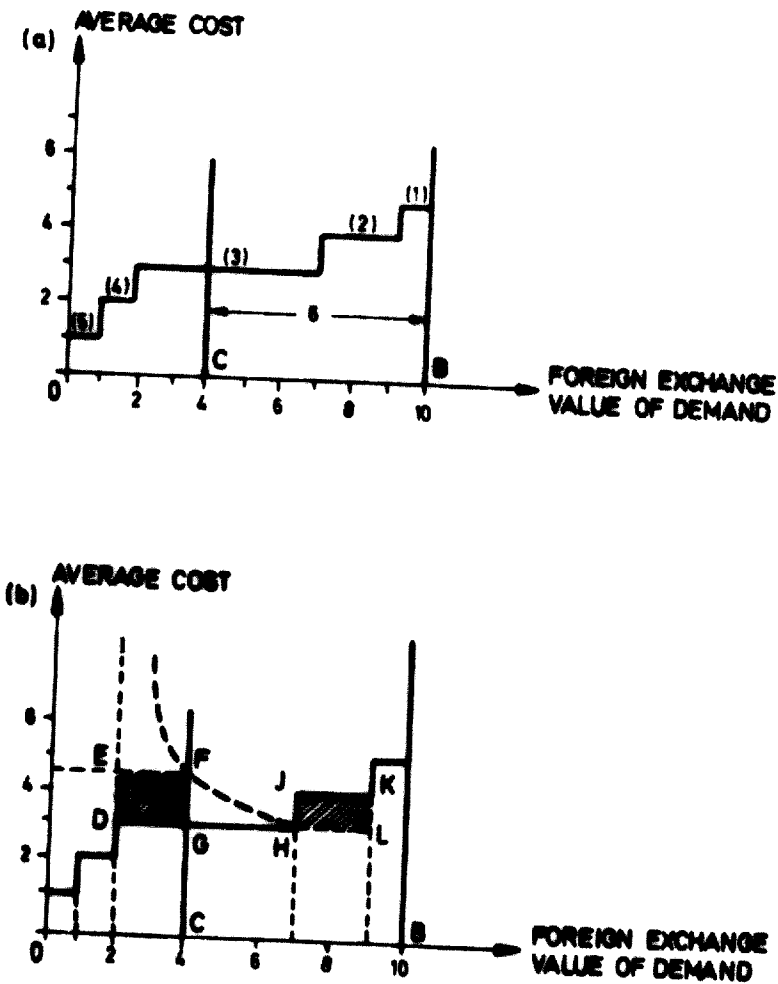 (a) AVERAGE COST
6
4
2
(5)
(4)
(3)
(2)
(1)
6
C
B
0 2 4 6 8 10
FOREIGN EXCHANGE
VALUE OF DEMAND
(b) AVERAGE COST
6
4
2
E
F
D
G
H
J
K
L
C
B
0 2 4 6 8 10
FOREIGN EXCHANGE
VALUE OF DEMAND